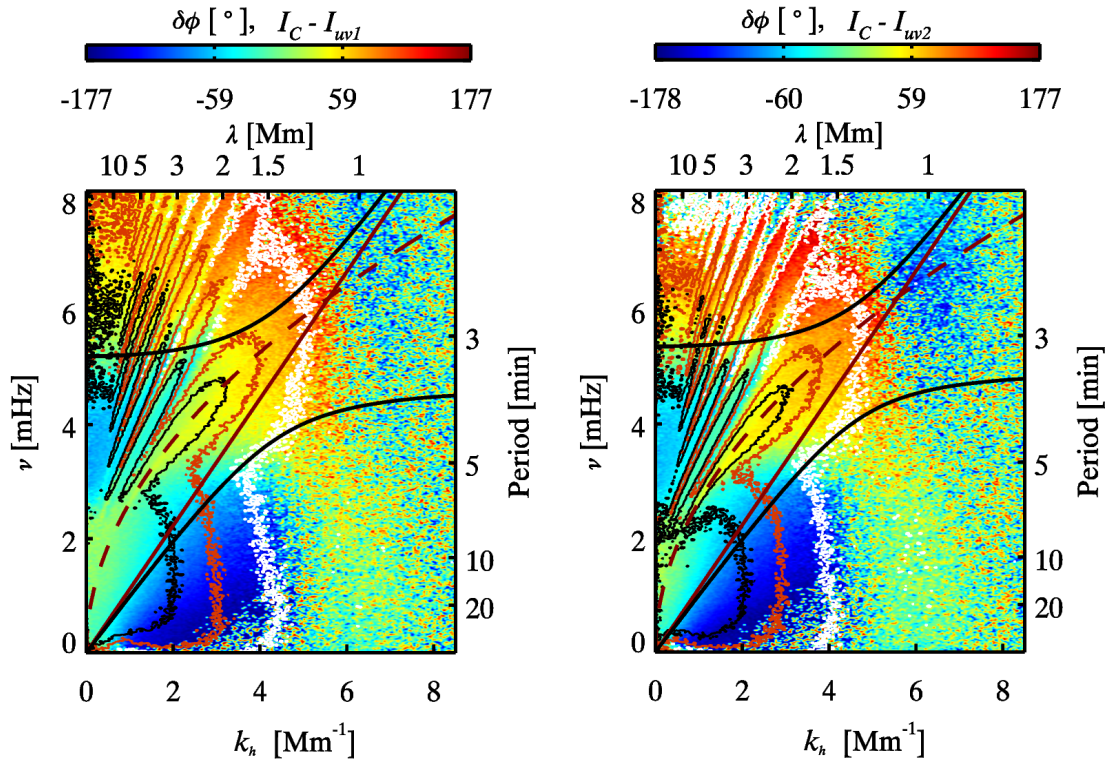 δϕ [ ° ], I_C - I_uv1
-177 -59 59 177
λ [Mm]
10 5 3 2 1.5 1
8
6
4
2
0
ν [mHz]
3
5
10
20
Period [min]
0 2 4 6 8
k_h [Mm⁻¹]
δϕ [ ° ], I_C - I_uv2
-178 -60 59 177
λ [Mm]
10 5 3 2 1.5 1
8
6
4
2
0
ν [mHz]
3
5
10
20
Period [min]
0 2 4 6 8
k_h [Mm⁻¹]